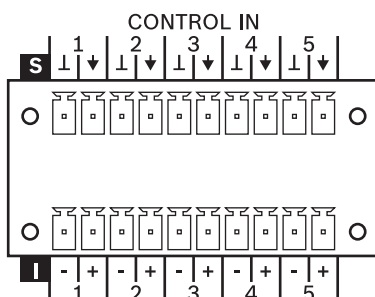 CONTROL IN
1 2 3 4 5
S
I - + - + - + - + - +
1 2 3 4 5